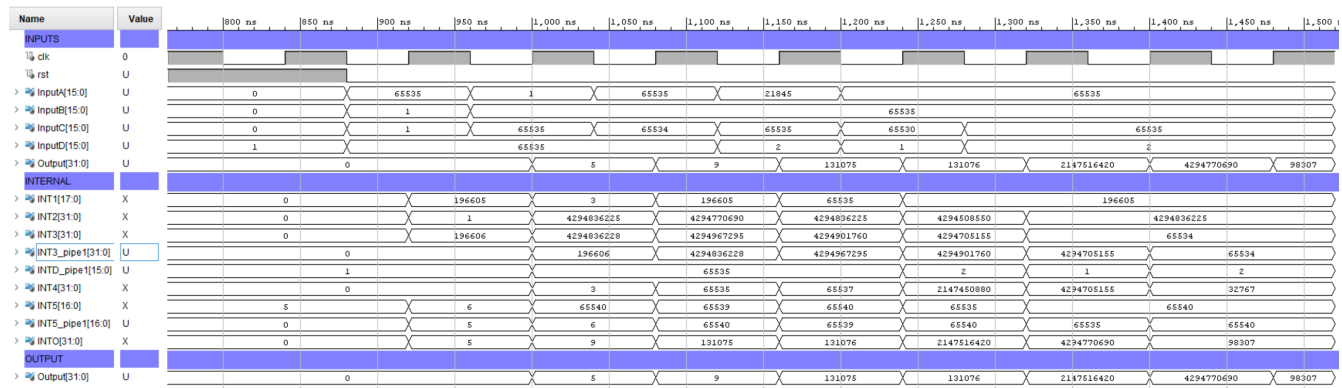 Name Value 800 ns 850 ns 900 ns 950 ns 1,000 ns 1,050 ns 1,100 ns 1,150 ns 1,200 ns 1,250 ns 1,300 ns 1,350 ns 1,400 ns 1,450 ns 1,500
INPUTS
clk 0
rst U
> InputA[15:0] U 0 65535 1 65535 21845 65535
> InputB[15:0] U 0 1 65535
> InputC[15:0] U 0 1 65535 65534 65535 65530 65535
> InputD[15:0] U 1 65535 2 1 2
> Output[31:0] U 0 5 9 131075 131076 2147516420 4294770690 98307
INTERNAL
> INT1[17:0] X 0 196605 3 196605 65535 196605
> INT2[31:0] X 0 1 4294836225 4294770690 4294836225 4294508550 4294836225
> INT3[31:0] X 0 196606 4294836228 4294967295 4294901760 4294705155 65534
> INT3_pipe1[31:0] U 0 196606 4294836228 4294967295 4294901760 4294705155 65534
> INTD_pipe1[15:0] U 1 65535 2 1 2
> INT4[31:0] X 0 3 65535 65537 2147450880 4294705155 32767
> INT5[16:0] X 5 6 65540 65539 65540 65535 65540
> INT5_pipe1[16:0] U 0 5 6 65540 65539 65540 65535 65540
> INTO[31:0] X 0 5 9 131075 131076 2147516420 4294770690 98307
OUTPUT
> Output[31:0] U 0 5 9 131075 131076 2147516420 4294770690 98307